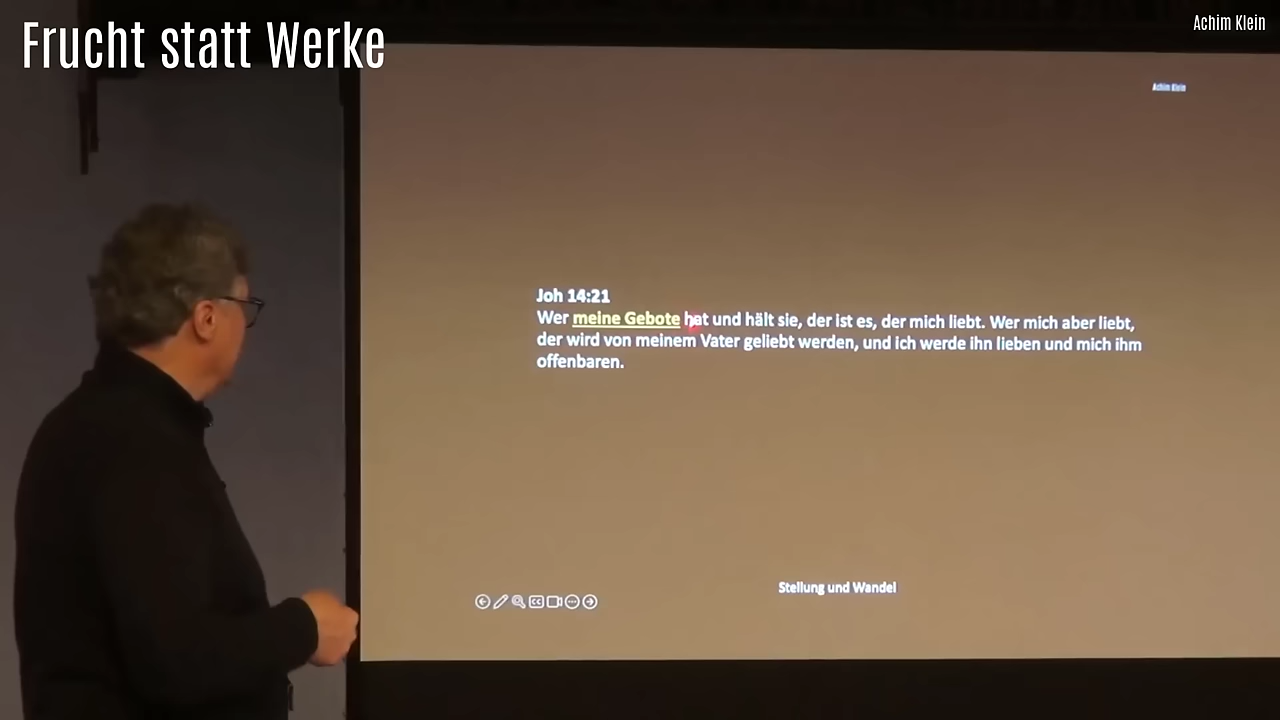 Frucht statt Werke
Achim Klein
Achim Klein
Joh 14:21
Wer meine Gebote hat und hält sie, der ist es, der mich liebt. Wer mich aber liebt,
der wird von meinem Vater geliebt werden, und ich werde ihn lieben und mich ihm
offenbaren.
Stellung und Wandel